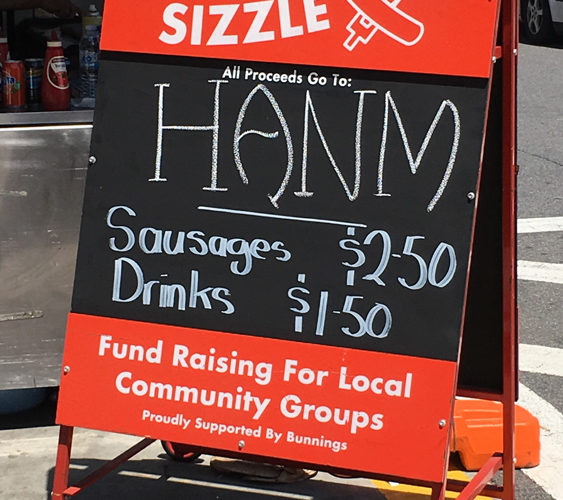 SIZZLE
All Proceeds Go To:
HANM
Sausages $2-50
Drinks $1-50
Fund Raising For Local
Community Groups
Proudly Supported By Bunnings